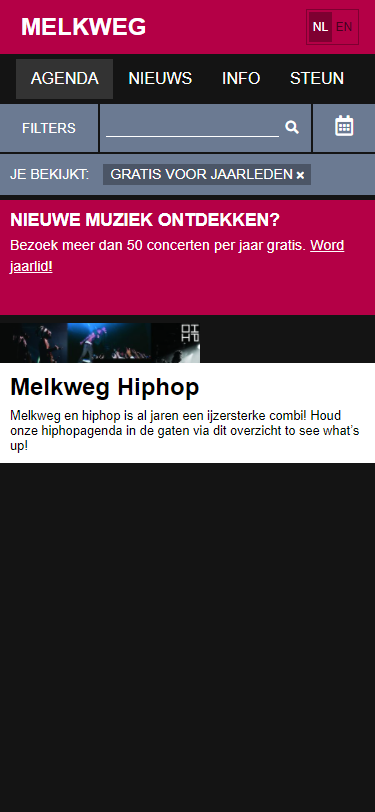 MELKWEG
NL EN
AGENDA NIEUWS INFO STEUN
FILTERS
JE BEKIJKT: GRATIS VOOR JAARLEDEN ×
NIEUWE MUZIEK ONTDEKKEN?
Bezoek meer dan 50 concerten per jaar gratis. Word
jaarlid!
Melkweg Hiphop
Melkweg en hiphop is al jaren een ijzersterke combi! Houd
onze hiphopagenda in de gaten via dit overzicht to see what's
up!